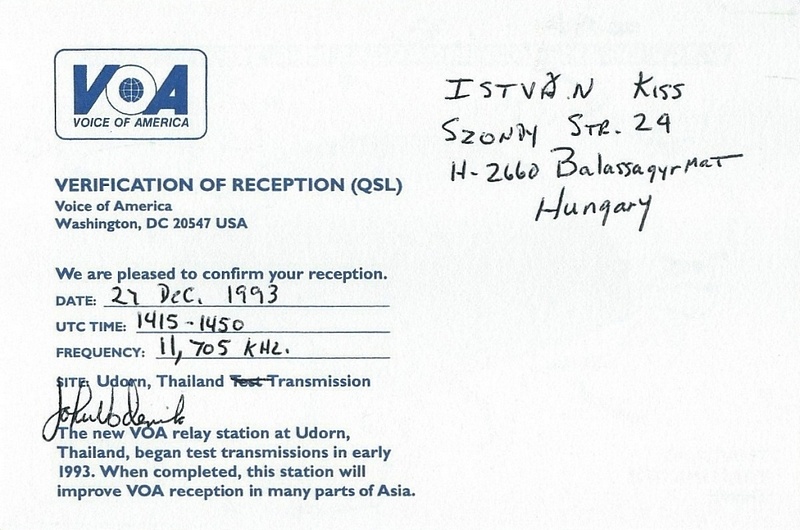 VOA
VOICE OF AMERICA
VERIFICATION OF RECEPTION (QSL)
Voice of America
Washington, DC 20547 USA
We are pleased to confirm your reception.
DATE: 27 DEC. 1993
UTC TIME: 1415-1450
FREQUENCY: 11,705 KHZ.
SITE: Udorn, Thailand Test Transmission
The new VOA relay station at Udorn,
Thailand, began test transmissions in early
1993. When completed, this station will
improve VOA reception in many parts of Asia.
ISTVÁN KISS
SZONDY STR. 24
H-2660 Balassagyrmat
Hungary